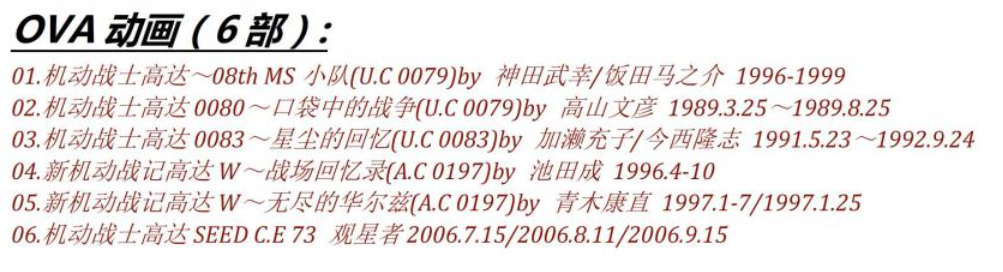 OVA 动画（6 部）:
01.机动战士高达～08th MS 小队(U.C 0079)by 神田武幸/饭田马之介 1996-1999
02.机动战士高达 0080～口袋中的战争(U.C 0079)by 高山文彦 1989.3.25～1989.8.25
03.机动战士高达 0083～星尘的回忆(U.C 0083)by 加濑充子/今西隆志 1991.5.23～1992.9.24
04.新机动战记高达 W～战场回忆录(A.C 0197)by 池田成 1996.4-10
05.新机动战记高达 W～无尽的华尔兹(A.C 0197)by 青木康直 1997.1-7/1997.1.25
06.机动战士高达 SEED C.E 73 观星者 2006.7.15/2006.8.11/2006.9.15